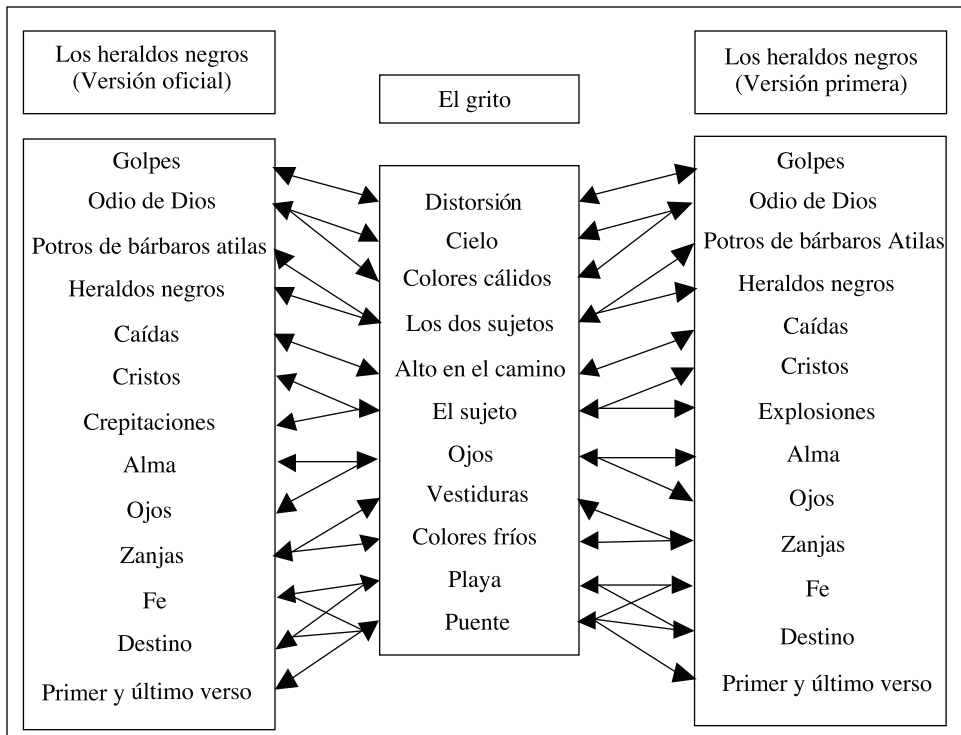 Los heraldos negros
(Versión oficial)
Golpes
Odio de Dios
Potros de bárbaros atilas
Heraldos negros
Caídas
Cristos
Crepitaciones
Alma
Ojos
Zanjas
Fe
Destino
Primer y último verso
El grito
Distorsión
Cielo
Colores cálidos
Los dos sujetos
Alto en el camino
El sujeto
Ojos
Vestiduras
Colores fríos
Playa
Puente
Los heraldos negros
(Versión primera)
Golpes
Odio de Dios
Potros de bárbaros Atilas
Heraldos negros
Caídas
Cristos
Explosiones
Alma
Ojos
Zanjas
Fe
Destino
Primer y último verso